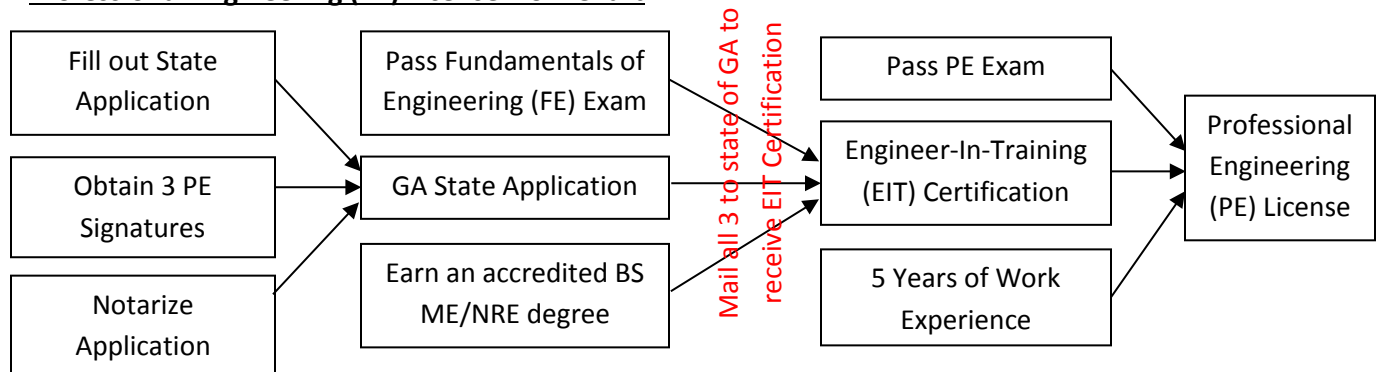 Fill out State
Application
Obtain 3 PE
Signatures
Notarize
Application
Pass Fundamentals of
Engineering (FE) Exam
GA State Application
Earn an accredited BS
ME/NRE degree
Mail all 3 to state of GA to
receive EIT Certification
Pass PE Exam
Engineer-In-Training
(EIT) Certification
5 Years of Work
Experience
Professional
Engineering
(PE) License